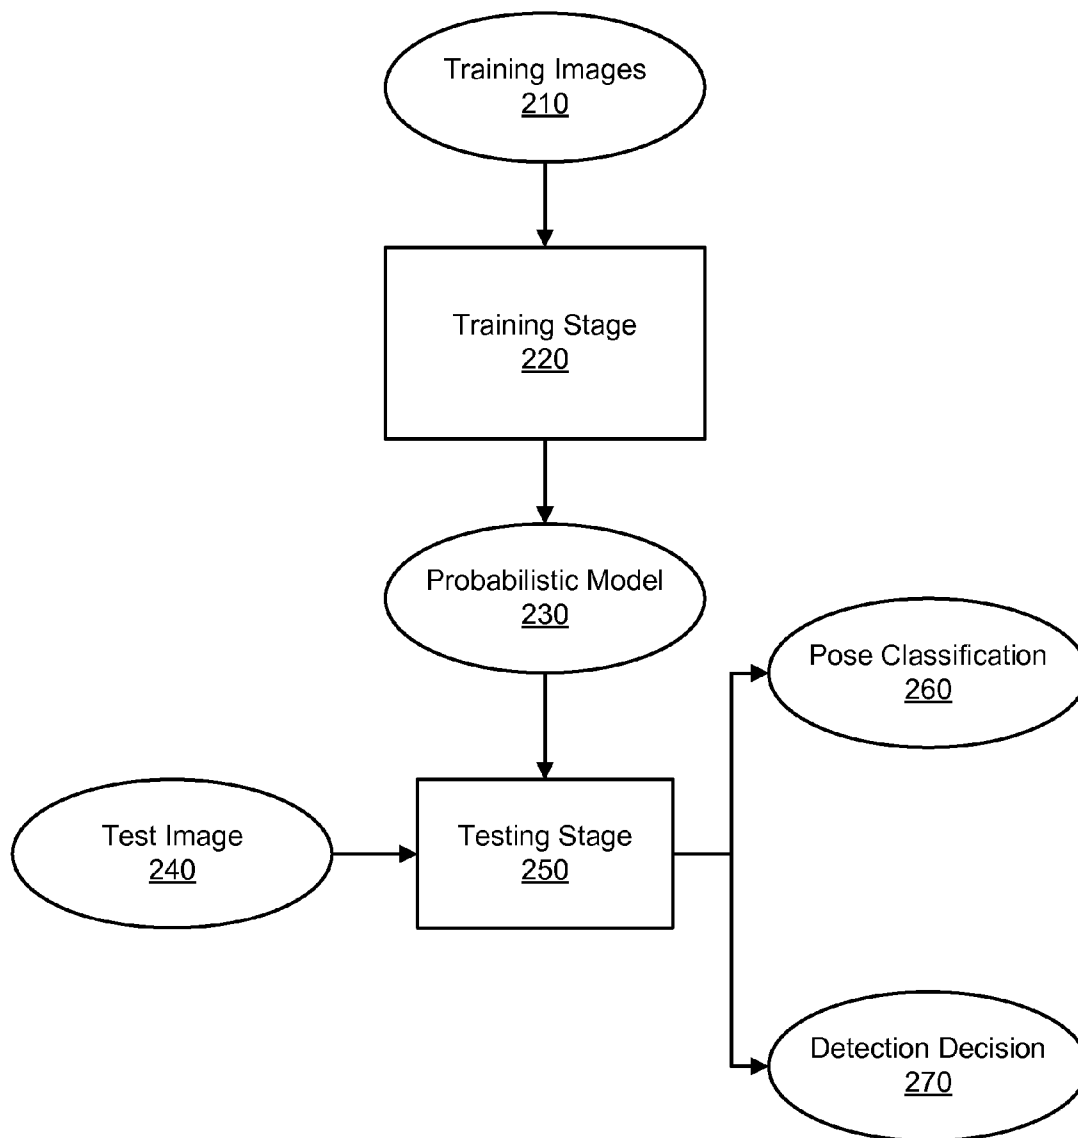 Training Images
210
Training Stage
220
Probabilistic Model
230
Pose Classification
260
Test Image
240
Testing Stage
250
Detection Decision
270